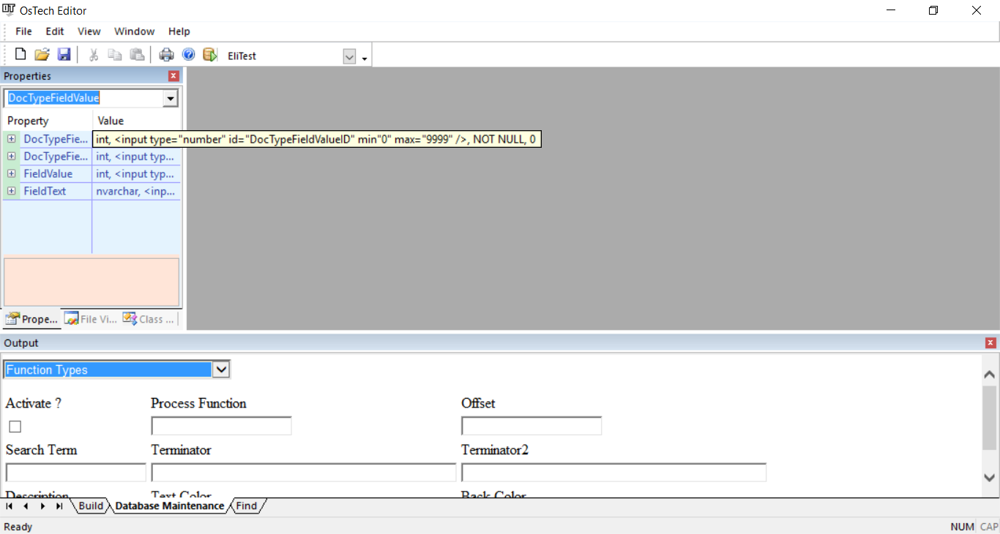 OsTech Editor
File Edit View Window Help
EliTest
Properties
DocTypeFieldValue
Property Value
DocTypeFie... int, <input type="number" id="DocTypeFieldValueID" min"0" max="9999" />, NOT NULL, 0
DocTypeFie... int, <input typ...
FieldValue int, <input typ...
FieldText nvarchar, <inp...
Prope... File Vi... Class ...
Output
Function Types
Activate ? Process Function Offset
Search Term Terminator Terminator2
Description Text Color Back Color
Build Database Maintenance Find
Ready NUM CAP